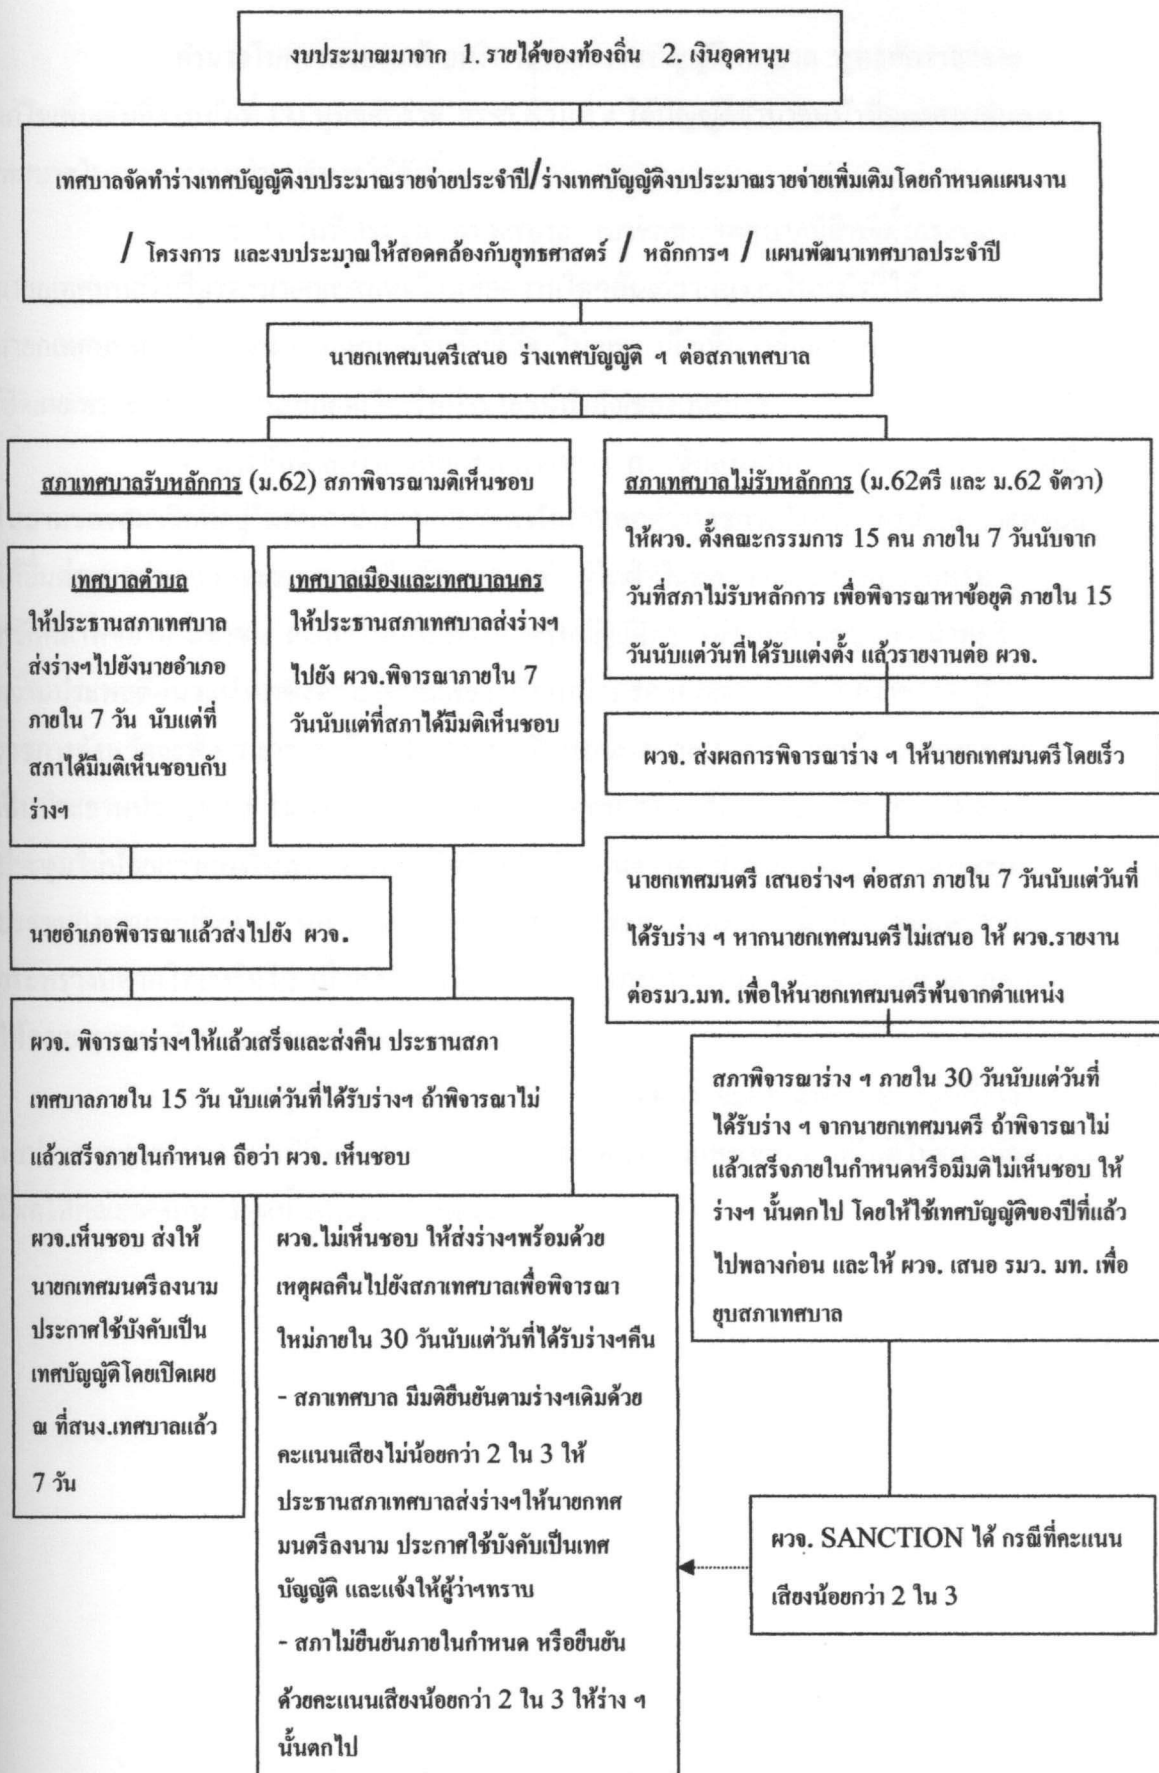 งบประมาณมาจาก 1. รายได้ของท้องถิ่น 2. เงินอุดหนุน
เทศบาลจัดทำร่างเทศบัญญัติงบประมาณรายจ่ายประจำปี/ร่างเทศบัญญัติงบประมาณรายจ่ายเพิ่มเติมโดยกำหนดแผนงาน
/ โครงการ และงบประมาณให้สอดคล้องกับยุทธศาสตร์ / หลักการฯ / แผนพัฒนาเทศบาลประจำปี
นายกเทศมนตรีเสนอ ร่างเทศบัญญัติ ฯ ต่อสภาเทศบาล
สภาเทศบาลรับหลักการ (ม.62) สภาพิจารณามติเห็นชอบ
เทศบาลตำบล
ให้ประธานสภาเทศบาล
ส่งร่างฯไปยังนายอำเภอ
ภายใน 7 วัน นับแต่ที่
สภาได้มีมติเห็นชอบกับ
ร่างฯ
เทศบาลเมืองและเทศบาลนคร
ให้ประธานสภาเทศบาลส่งร่างฯ
ไปยัง ผวจ.พิจารณาภายใน 7
วันนับแต่ที่สภาได้มีมติเห็นชอบ
นายอำเภอพิจารณาแล้วส่งไปยัง ผวจ.
ผวจ. พิจารณาร่างฯให้แล้วเสร็จและส่งคืน ประธานสภา
เทศบาลภายใน 15 วัน นับแต่วันที่ได้รับร่างฯ ถ้าพิจารณาไม่
แล้วเสร็จภายในกำหนด ถือว่า ผวจ. เห็นชอบ
ผวจ.เห็นชอบ ส่งให้
นายกเทศมนตรีลงนาม
ประกาศใช้บังคับเป็น
เทศบัญญัติโดยเปิดเผย
ณ ที่สนง.เทศบาลแล้ว
7 วัน
ผวจ.ไม่เห็นชอบ ให้ส่งร่างฯพร้อมด้วย
เหตุผลคืนไปยังสภาเทศบาลเพื่อพิจารณา
ใหม่ภายใน 30 วันนับแต่วันที่ได้รับร่างฯคืน
- สภาเทศบาล มีมติยืนยันตามร่างฯเดิมด้วย
คะแนนเสียงไม่น้อยกว่า 2 ใน 3 ให้
ประธานสภาเทศบาลส่งร่างฯให้นายกทศ
มนตรีลงนาม ประกาศใช้บังคับเป็นเทศ
บัญญัติ และแจ้งให้ผู้ว่าฯทราบ
- สภาไม่ยืนยันภายในกำหนด หรือยืนยัน
ด้วยคะแนนเสียงน้อยกว่า 2 ใน 3 ให้ร่าง ฯ
นั้นตกไป
สภาเทศบาลไม่รับหลักการ (ม.62ตรี และ ม.62 จัตวา)
ให้ผวจ. ตั้งคณะกรรมการ 15 คน ภายใน 7 วันนับจาก
วันที่สภาไม่รับหลักการ เพื่อพิจารณาหาข้อยุติ ภายใน 15
วันนับแต่วันที่ได้รับแต่งตั้ง แล้วรายงานต่อ ผวจ.
ผวจ. ส่งผลการพิจารณาร่าง ฯ ให้นายกเทศมนตรีโดยเร็ว
นายกเทศมนตรี เสนอร่างฯ ต่อสภา ภายใน 7 วันนับแต่วันที่
ได้รับร่าง ฯ หากนายกเทศมนตรีไม่เสนอ ให้ ผวจ.รายงาน
ต่อรมว.มท. เพื่อให้นายกเทศมนตรีพ้นจากตำแหน่ง
สภาพิจารณาร่าง ฯ ภายใน 30 วันนับแต่วันที่
ได้รับร่าง ฯ จากนายกเทศมนตรี ถ้าพิจารณาไม่
แล้วเสร็จภายในกำหนดหรือมีมติไม่เห็นชอบ ให้
ร่างฯ นั้นตกไป โดยให้ใช้เทศบัญญัติของปีที่แล้ว
ไปพลางก่อน และให้ ผวจ. เสนอ รมว. มท. เพื่อ
ยุบสภาเทศบาล
ผวจ. SANCTION ได้ กรณีที่คะแนน
เสียงน้อยกว่า 2 ใน 3